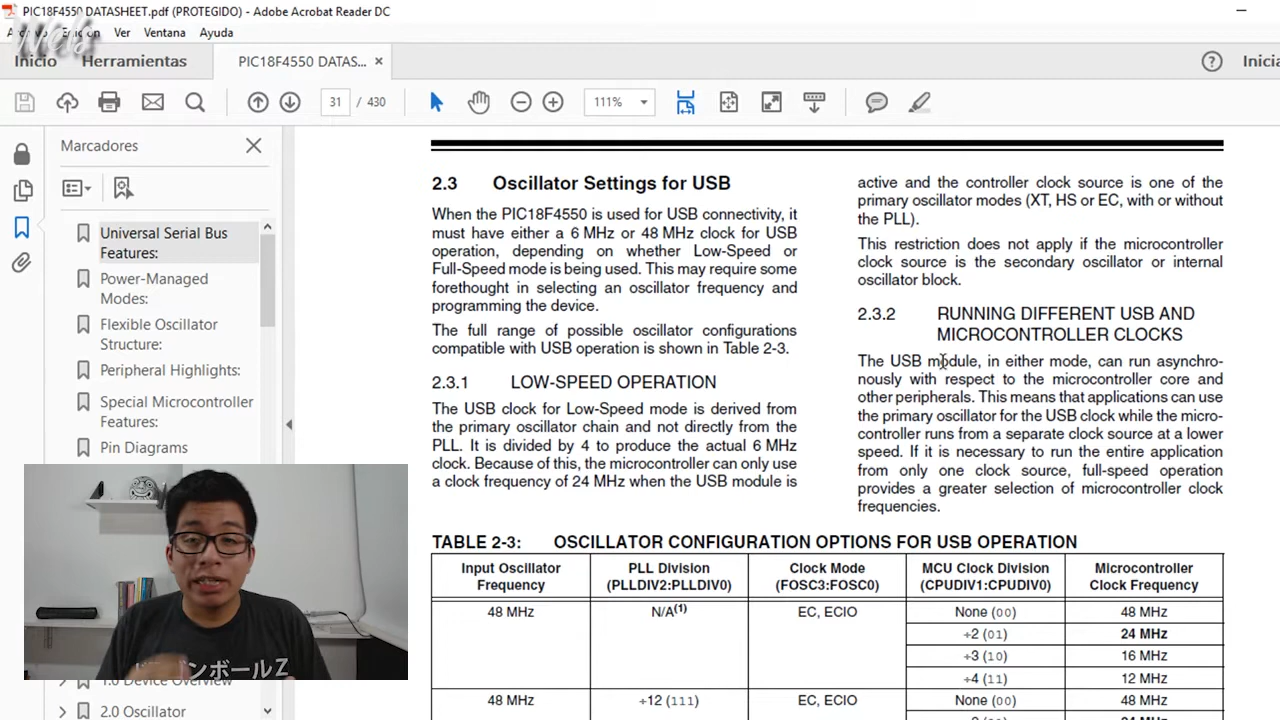 PIC18F4550 DATASHEET.pdf (PROTEGIDO) - Adobe Acrobat Reader DC
Wels
Ver Ventana Ayuda
Inicio Herramientas PIC18F4550 DATAS... ×
31 / 430 111%
Marcadores
Universal Serial Bus
Features:
Power-Managed
Modes:
Flexible Oscillator
Structure:
Peripheral Highlights:
Special Microcontroller
Features:
Pin Diagrams
1.0 Device Overview
2.0 Oscillator
2.3 Oscillator Settings for USB
When the PIC18F4550 is used for USB connectivity, it
must have either a 6 MHz or 48 MHz clock for USB
operation, depending on whether Low-Speed or
Full-Speed mode is being used. This may require some
forethought in selecting an oscillator frequency and
programming the device.
The full range of possible oscillator configurations
compatible with USB operation is shown in Table 2-3.
2.3.1 LOW-SPEED OPERATION
The USB clock for Low-Speed mode is derived from
the primary oscillator chain and not directly from the
PLL. It is divided by 4 to produce the actual 6 MHz
clock. Because of this, the microcontroller can only use
a clock frequency of 24 MHz when the USB module is
active and the controller clock source is one of the
primary oscillator modes (XT, HS or EC, with or without
the PLL).
This restriction does not apply if the microcontroller
clock source is the secondary oscillator or internal
oscillator block.
2.3.2 RUNNING DIFFERENT USB AND
MICROCONTROLLER CLOCKS
The USB module, in either mode, can run asynchro-
nously with respect to the microcontroller core and
other peripherals. This means that applications can use
the primary oscillator for the USB clock while the micro-
controller runs from a separate clock source at a lower
speed. If it is necessary to run the entire application
from only one clock source, full-speed operation
provides a greater selection of microcontroller clock
frequencies.
TABLE 2-3: OSCILLATOR CONFIGURATION OPTIONS FOR USB OPERATION
Input Oscillator
Frequency
PLL Division
(PLLDIV2:PLLDIV0)
Clock Mode
(FOSC3:FOSC0)
MCU Clock Division
(CPUDIV1:CPUDIV0)
Microcontroller
Clock Frequency
48 MHz N/A(1) EC, ECIO None (00) 48 MHz
÷2 (01) 24 MHz
÷3 (10) 16 MHz
÷4 (11) 12 MHz
48 MHz ÷12 (111) EC, ECIO None (00) 48 MHz
24 MHz
ンボールZ